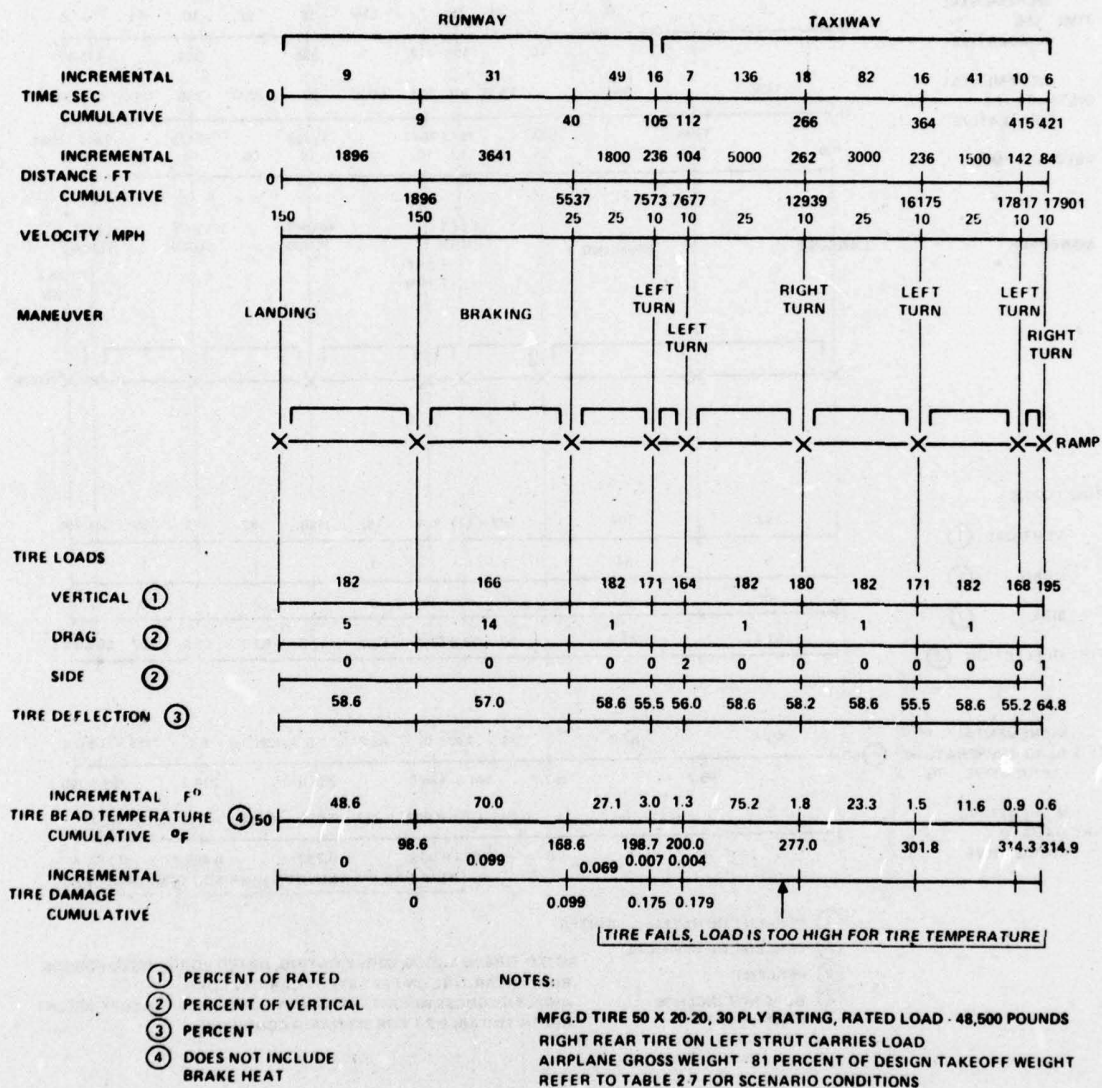 RUNWAY TAXIWAY
INCREMENTAL 9 31 49 16 7 136 18 82 16 41 10 6
TIME SEC 0
CUMULATIVE 9 40 105 112 266 364 415 421
INCREMENTAL 1896 3641 1800 236 104 5000 262 3000 236 1500 142 84
DISTANCE · FT 0
CUMULATIVE 1896 5537 7573 7677 12939 16175 17817 17901
150 150 25 25 10 10 25 10 25 10 25 10 10
VELOCITY · MPH
MANEUVER LANDING BRAKING LEFT TURN LEFT TURN RIGHT TURN LEFT TURN LEFT TURN RIGHT TURN
RAMP
TIRE LOADS
VERTICAL ① 182 166 182 171 164 182 180 182 171 182 168 195
DRAG ② 5 14 1 1 1 1
SIDE ② 0 0 0 0 2 0 0 0 0 0 0 1
TIRE DEFLECTION ③ 58.6 57.0 58.6 55.5 56.0 58.6 58.2 58.6 55.5 58.6 55.2 64.8
INCREMENTAL F⁰ 48.6 70.0 27.1 3.0 1.3 75.2 1.8 23.3 1.5 11.6 0.9 0.6
TIRE BEAD TEMPERATURE ④ 50
CUMULATIVE ⁰F 98.6 168.6 198.7 200.0 277.0 301.8 314.3 314.9
INCREMENTAL 0 0.099 0.069 0.007 0.004
TIRE DAMAGE
CUMULATIVE 0 0.099 0.175 0.179
TIRE FAILS, LOAD IS TOO HIGH FOR TIRE TEMPERATURE
① PERCENT OF RATED
② PERCENT OF VERTICAL
③ PERCENT
④ DOES NOT INCLUDE
BRAKE HEAT
NOTES:
MFG.D TIRE 50 X 20-20, 30 PLY RATING, RATED LOAD · 48,500 POUNDS
RIGHT REAR TIRE ON LEFT STRUT CARRIES LOAD
AIRPLANE GROSS WEIGHT · 81 PERCENT OF DESIGN TAKEOFF WEIGHT
REFER TO TABLE 2·7 FOR SCENARIO CONDITIONS